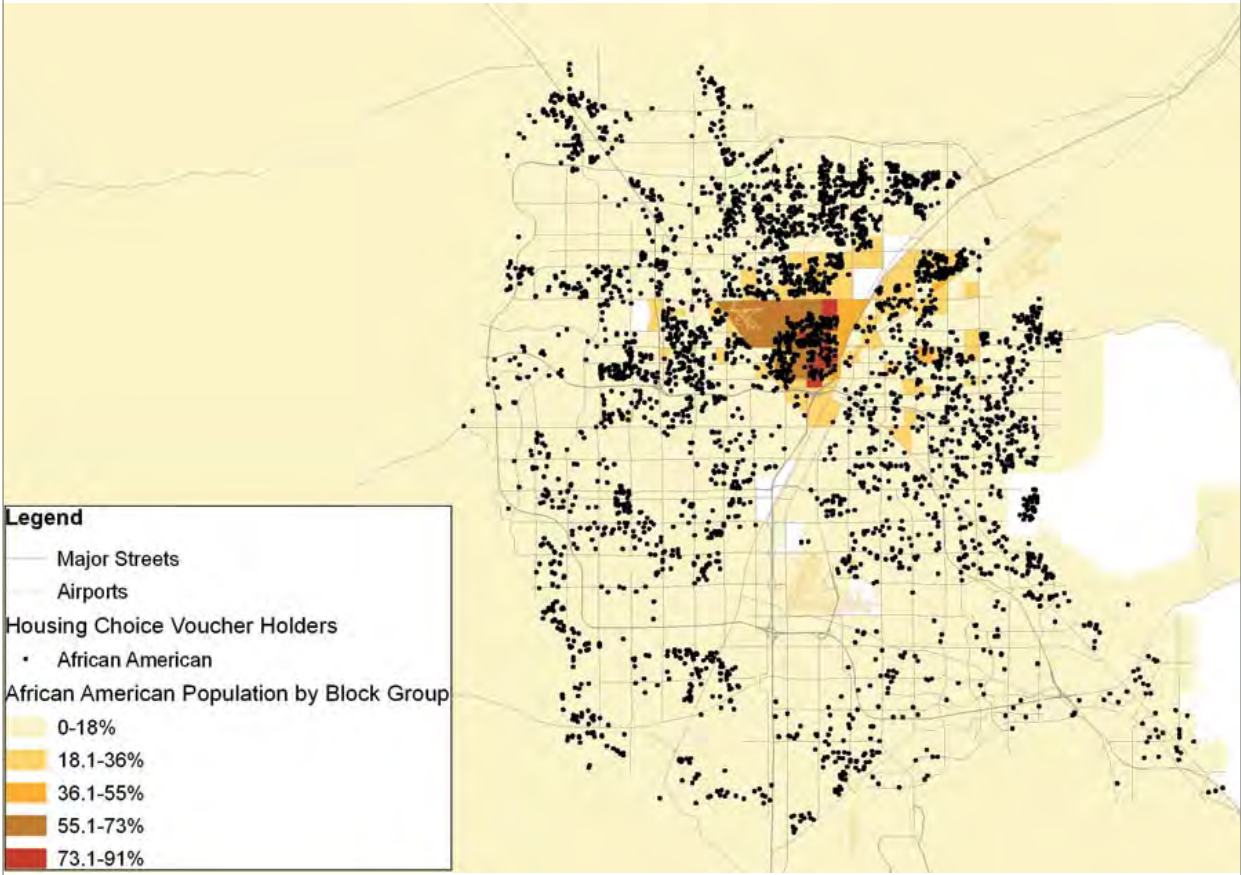 Legend
Major Streets
Airports
Housing Choice Voucher Holders
African American
African American Population by Block Group
0-18%
18.1-36%
36.1-55%
55.1-73%
73.1-91%